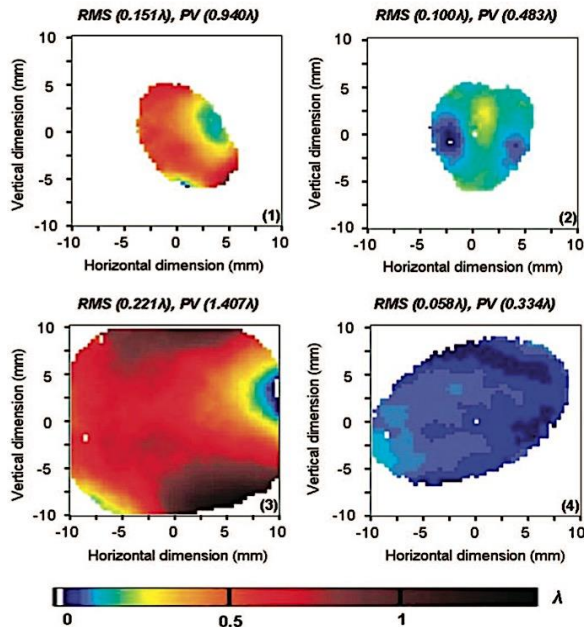 RMS (0.151λ), PV (0.940λ)
10
5
0
-5
-10
Vertical dimension (mm)
(1)
-10 -5 0 5 10
Horizontal dimension (mm)
RMS (0.100λ), PV (0.483λ)
10
5
0
-5
-10
Vertical dimension (mm)
(2)
-10 -5 0 5 10
Horizontal dimension (mm)
RMS (0.221λ), PV (1.407λ)
10
5
0
-5
-10
Vertical dimension (mm)
(3)
-10 -5 0 5 10
Horizontal dimension (mm)
RMS (0.058λ), PV (0.334λ)
10
5
0
-5
-10
Vertical dimension (mm)
(4)
-10 -5 0 5 10
Horizontal dimension (mm)
λ
0 0.5 1